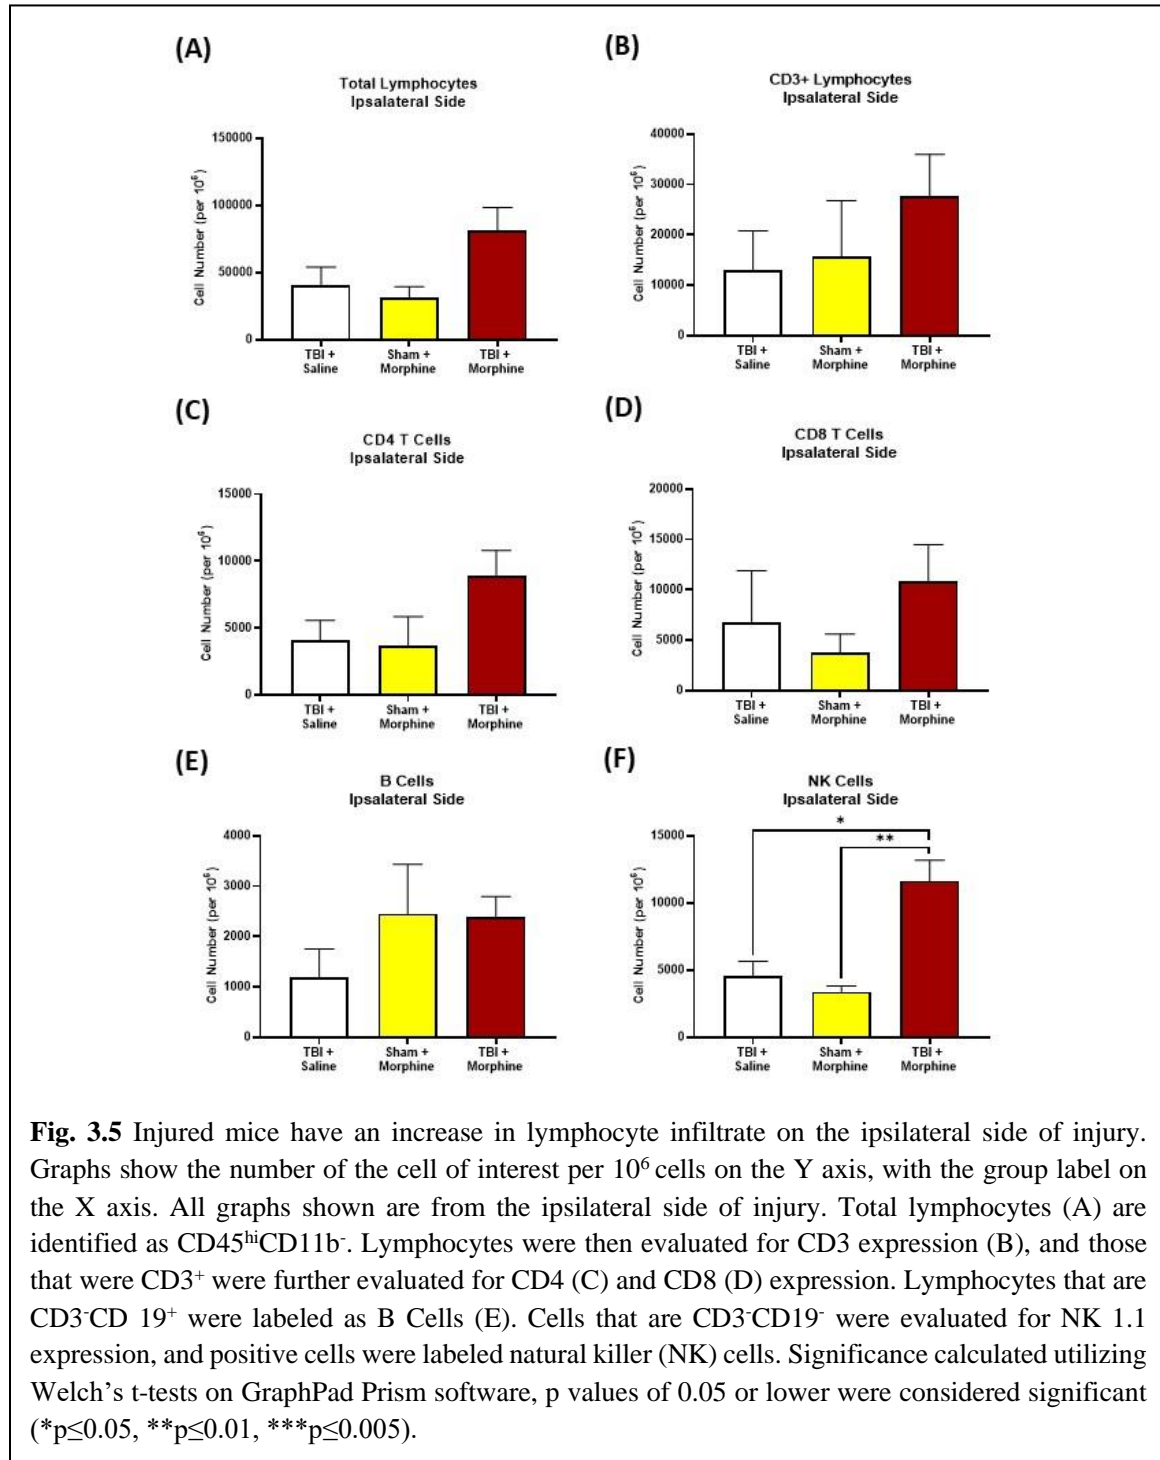 (A)
Total Lymphocytes
Ipsalateral Side
Cell Number (per 10⁶)
150000
100000
50000
0
TBI +
Saline
Sham +
Morphine
TBI +
Morphine
(B)
CD3+ Lymphocytes
Ipsalateral Side
Cell Number (per 10⁶)
40000
30000
20000
10000
0
TBI +
Saline
Sham +
Morphine
TBI +
Morphine
(C)
CD4 T Cells
Ipsalateral Side
Cell Number (per 10⁶)
15000
10000
5000
0
TBI +
Saline
Sham +
Morphine
TBI +
Morphine
(D)
CD8 T Cells
Ipsalateral Side
Cell Number (per 10⁶)
20000
15000
10000
5000
0
TBI +
Saline
Sham +
Morphine
TBI +
Morphine
(E)
B Cells
Ipsalateral Side
Cell Number (per 10⁶)
4000
3000
2000
1000
0
TBI +
Saline
Sham +
Morphine
TBI +
Morphine
(F)
NK Cells
Ipsalateral Side
Cell Number (per 10⁶)
15000
10000
5000
0
*
**
TBI +
Saline
Sham +
Morphine
TBI +
Morphine
Fig. 3.5 Injured mice have an increase in lymphocyte infiltrate on the ipsilateral side of injury.
Graphs show the number of the cell of interest per 10⁶ cells on the Y axis, with the group label on
the X axis. All graphs shown are from the ipsilateral side of injury. Total lymphocytes (A) are
identified as CD45ʰⁱCD11b⁻. Lymphocytes were then evaluated for CD3 expression (B), and those
that were CD3⁺ were further evaluated for CD4 (C) and CD8 (D) expression. Lymphocytes that are
CD3⁻CD 19⁺ were labeled as B Cells (E). Cells that are CD3⁻CD19⁻ were evaluated for NK 1.1
expression, and positive cells were labeled natural killer (NK) cells. Significance calculated utilizing
Welch's t-tests on GraphPad Prism software, p values of 0.05 or lower were considered significant
(*p≤0.05, **p≤0.01, ***p≤0.005).